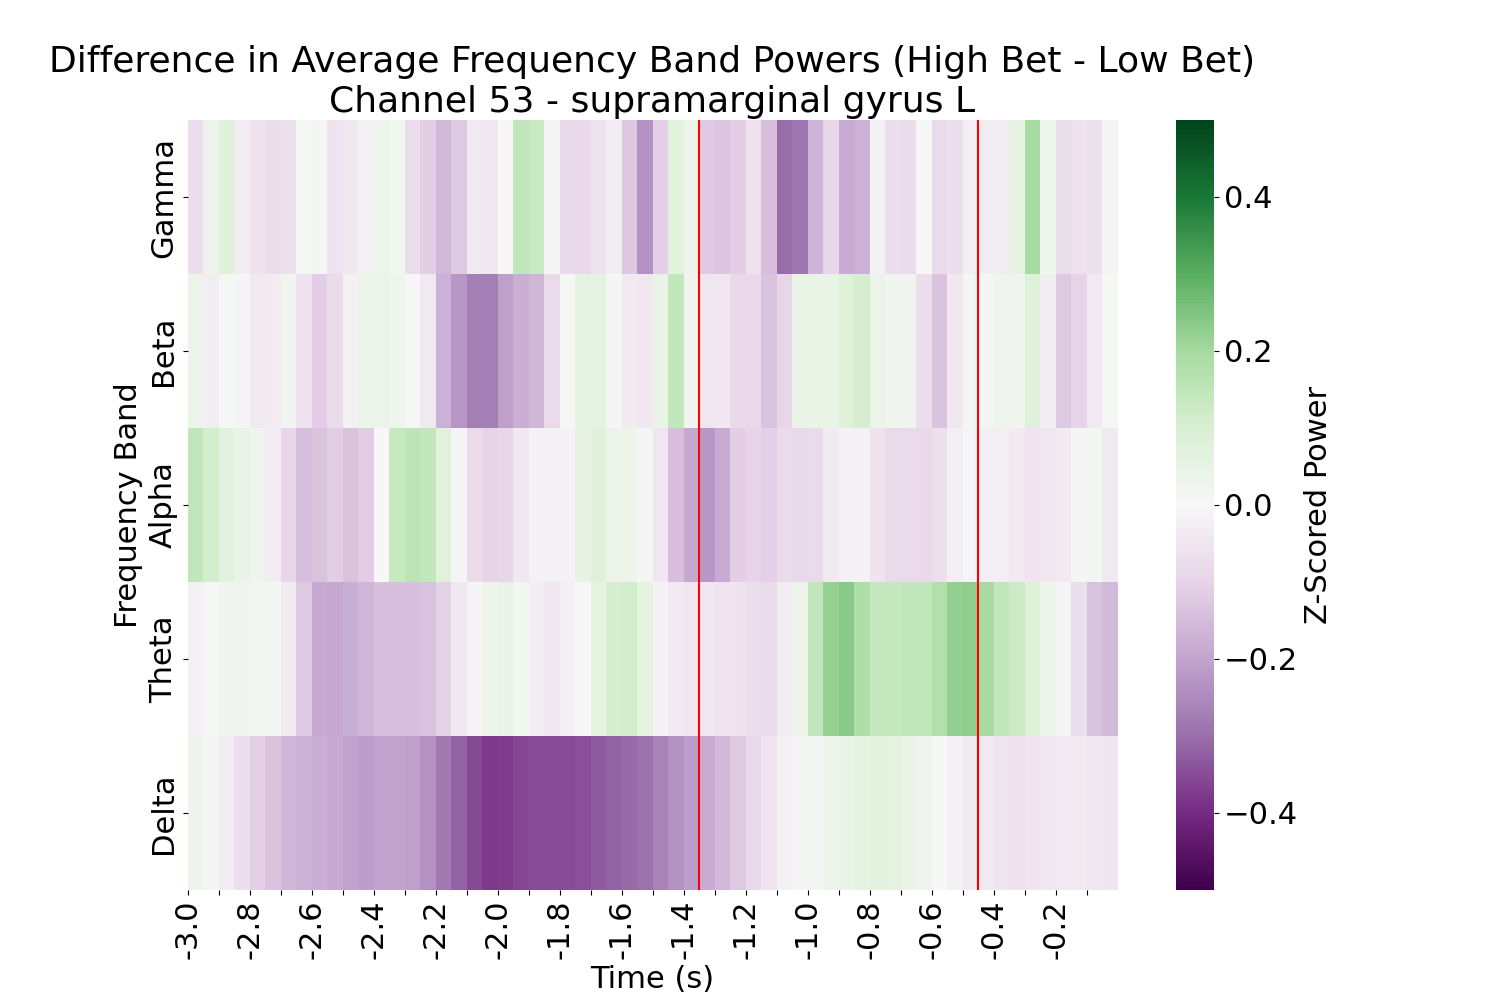 Difference in Average Frequency Band Powers (High Bet - Low Bet)
Channel 53 - supramarginal gyrus L
Frequency Band
Gamma
Beta
Alpha
Theta
Delta
-3.0
-2.8
-2.6
-2.4
-2.2
-2.0
-1.8
-1.6
-1.4
-1.2
-1.0
-0.8
-0.6
-0.4
-0.2
Time (s)
0.4
0.2
0.0
−0.2
−0.4
Z-Scored Power